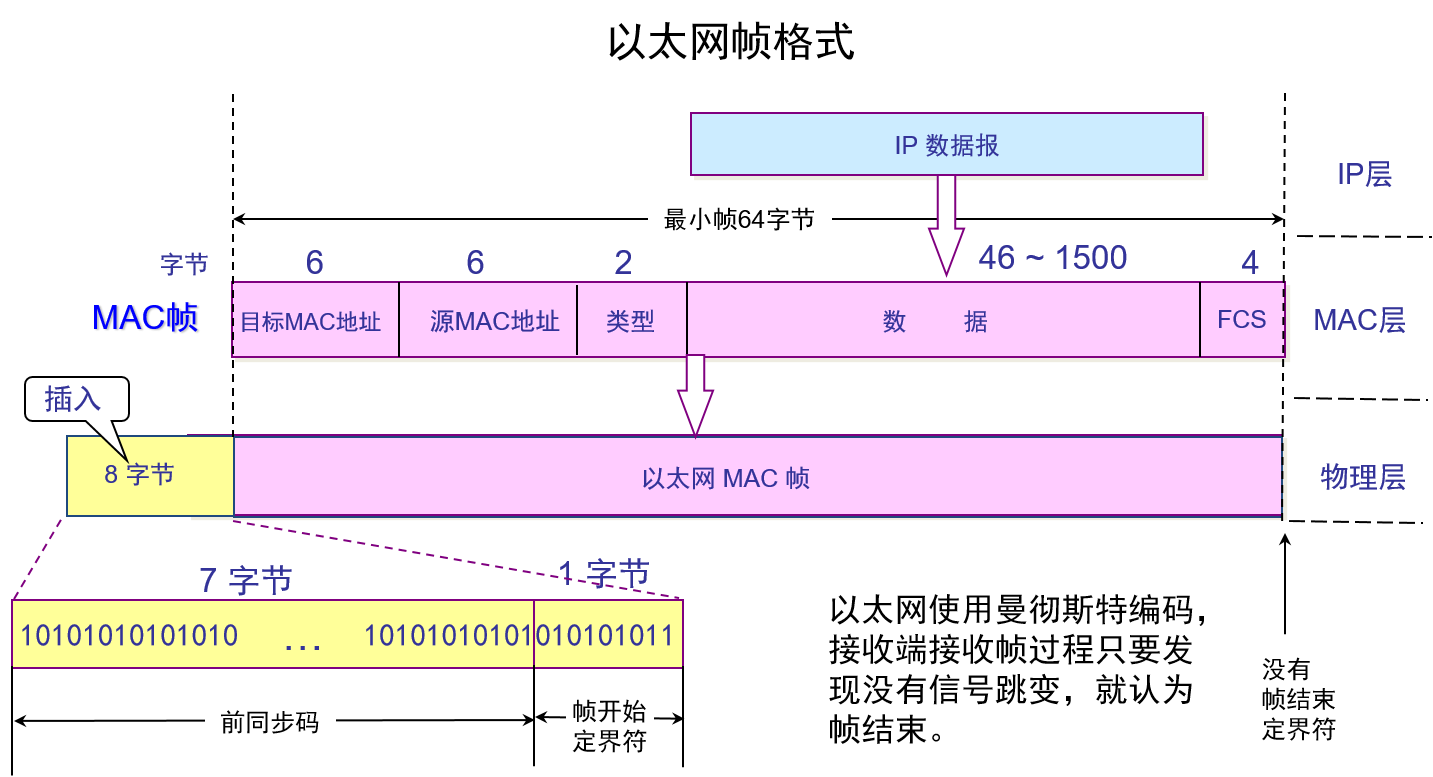 以太网帧格式
IP 数据报
IP层
最小帧64字节
字节
6
6
2
46 ~ 1500
4
MAC帧
目标MAC地址
源MAC地址
类型
数 据
FCS
MAC层
插入
8 字节
以太网 MAC 帧
物理层
7 字节
1 字节
10101010101010
...
10101010101010101011
前同步码
帧开始
定界符
以太网使用曼彻斯特编码，
接收端接收帧过程只要发
现没有信号跳变，就认为
帧结束。
没有
帧结束
定界符